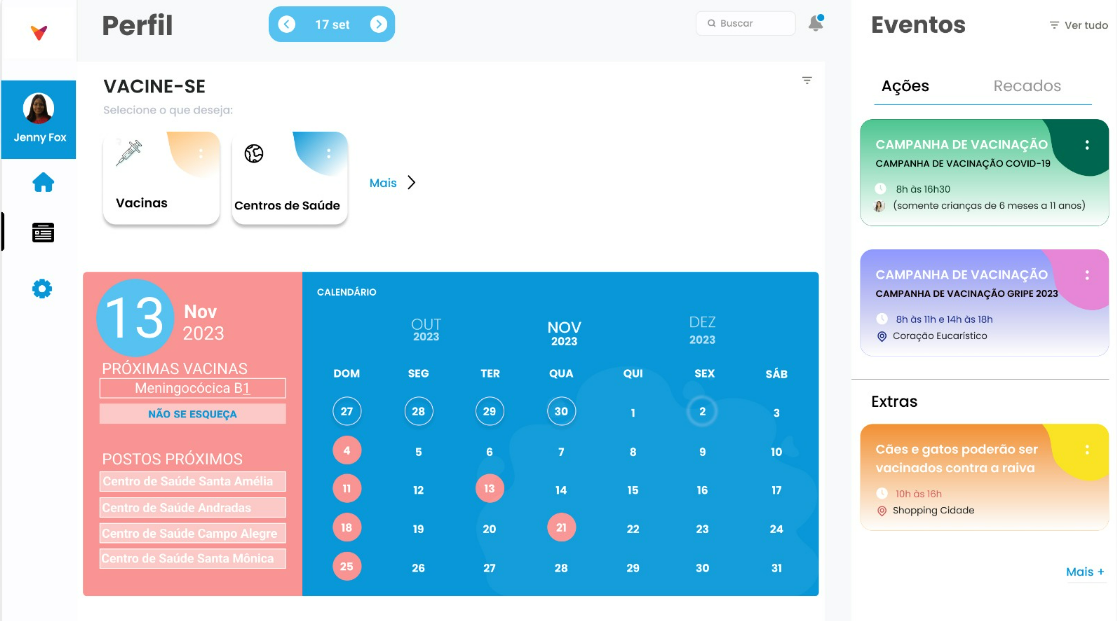 Perfil
17 set
Buscar
Jenny Fox
VACINE-SE
Selecione o que deseja:
Vacinas
Centros de Saúde
Mais
13
Nov
2023
PRÓXIMAS VACINAS
Meningocócica B1
NÃO SE ESQUEÇA
POSTOS PRÓXIMOS
Centro de Saúde Santa Amélia
Centro de Saúde Andradas
Centro de Saúde Campo Alegre
Centro de Saúde Santa Mônica
CALENDÁRIO
OUT NOV DEZ
2023 2023 2023
DOM SEG TER QUA QUI SEX SÁB
27 28 29 30 1 2 3
4 5 6 7 8 9 10
11 12 13 14 15 16 17
18 19 20 21 22 23 24
25 26 27 28 29 30 31
Eventos
Ver tudo
Ações Recados
CAMPANHA DE VACINAÇÃO
CAMPANHA DE VACINAÇÃO COVID-19
8h às 16h30
(somente crianças de 6 meses a 11 anos)
CAMPANHA DE VACINAÇÃO
CAMPANHA DE VACINAÇÃO GRIPE 2023
8h às 11h e 14h às 18h
Coração Eucarístico
Extras
Cães e gatos poderão ser
vacinados contra a raiva
10h às 16h
Shopping Cidade
Mais +